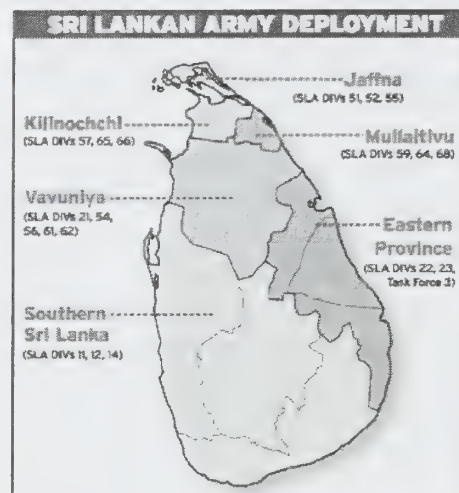 SRI LANKAN ARMY DEPLOYMENT
Jaffna
(SLA DIVs 51, 52, 55)
Kilinochchi
(SLA DIVs 57, 65, 66)
Mullaitivu
(SLA DIVs 59, 64, 68)
Vavuniya
(SLA DIVs 21, 54,
56, 61, 62)
Eastern
Province
(SLA DIVs 22, 23,
Task Force 3)
Southern
Sri Lanka
(SLA DIVs 11, 12, 14)